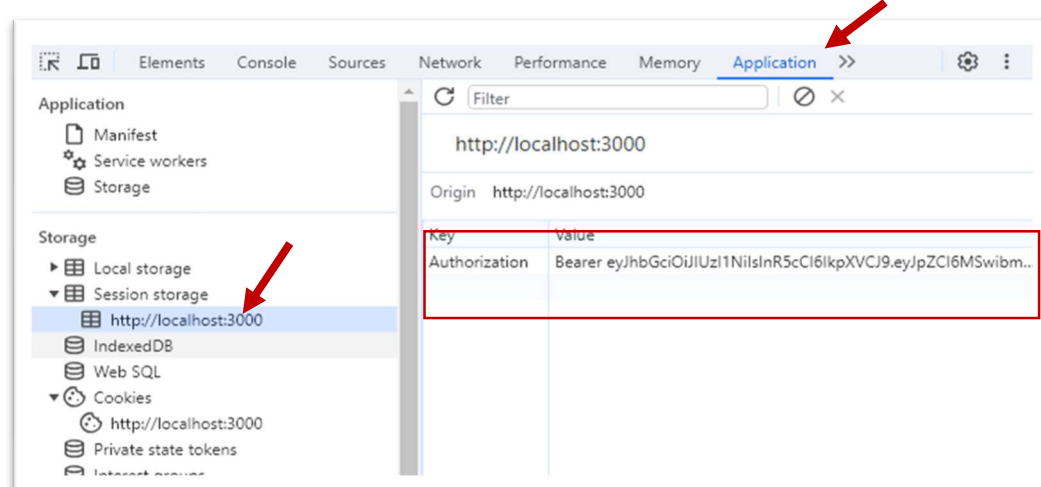 Elements Console Sources Network Performance Memory Application
Application
Manifest
Service workers
Storage
Storage
Local storage
Session storage
http://localhost:3000
IndexedDB
Web SQL
Cookies
http://localhost:3000
Private state tokens
Interest groups
Filter
http://localhost:3000
Origin http://localhost:3000
Key Value
Authorization Bearer eyJhbGciOiJIUzI1NiIsInR5cCI6IkpXVCJ9.eyJpZCI6MSwibm...